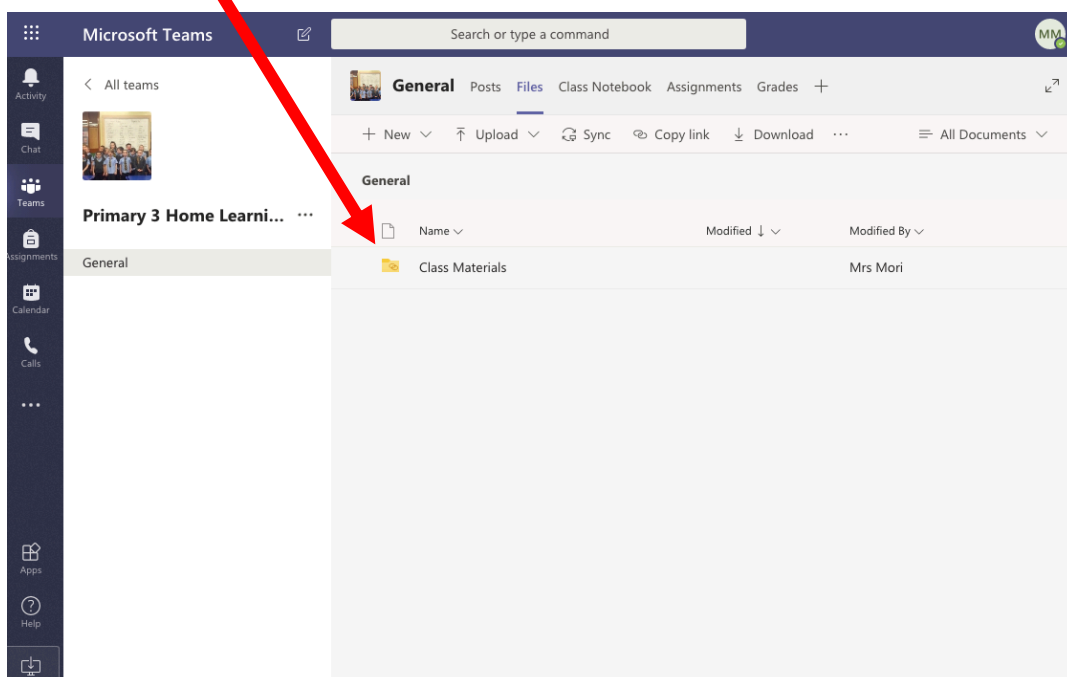 Microsoft Teams
Search or type a command
MM
Activity
Chat
Teams
Assignments
Calendar
Calls
Apps
Help
All teams
Primary 3 Home Learni...
General
General Posts Files Class Notebook Assignments Grades
New Upload Sync Copy link Download ... All Documents
General
Name Modified Modified By
Class Materials Mrs Mori